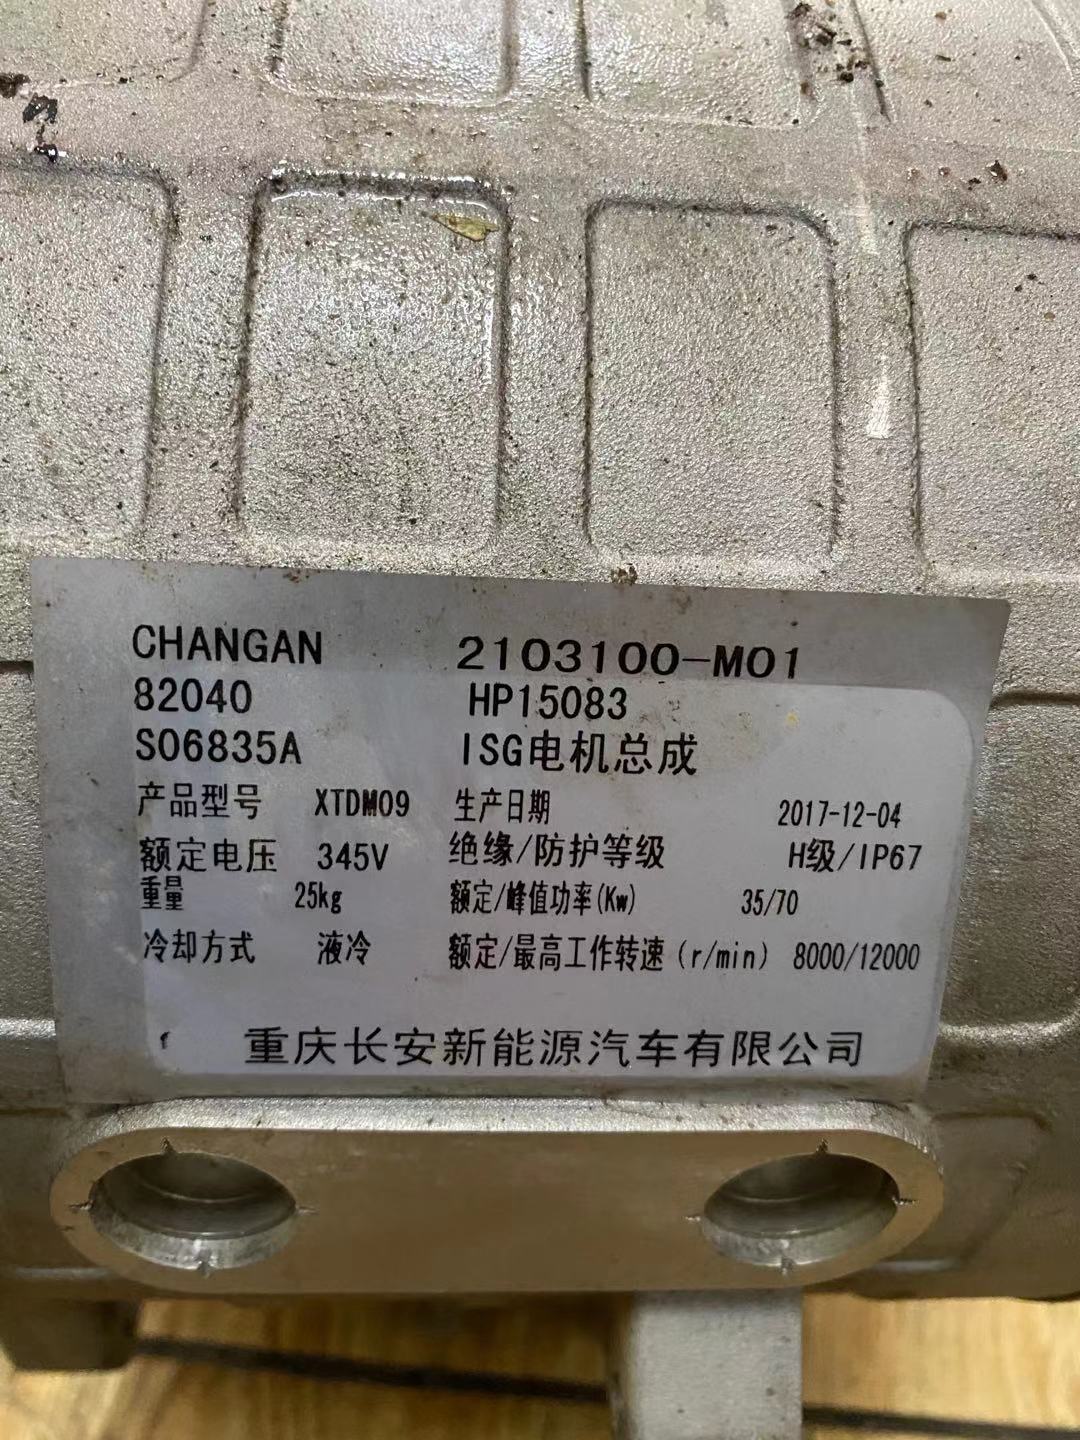 CHANGAN 2103100-M01
82040 HP15083
S06835A ISG电机总成
产品型号 XTDM09 生产日期 2017-12-04
额定电压 345V 绝缘/防护等级 H级/IP67
重量 25kg 额定/峰值功率(Kw) 35/70
冷却方式 液冷 额定/最高工作转速(r/min) 8000/12000
重庆长安新能源汽车有限公司